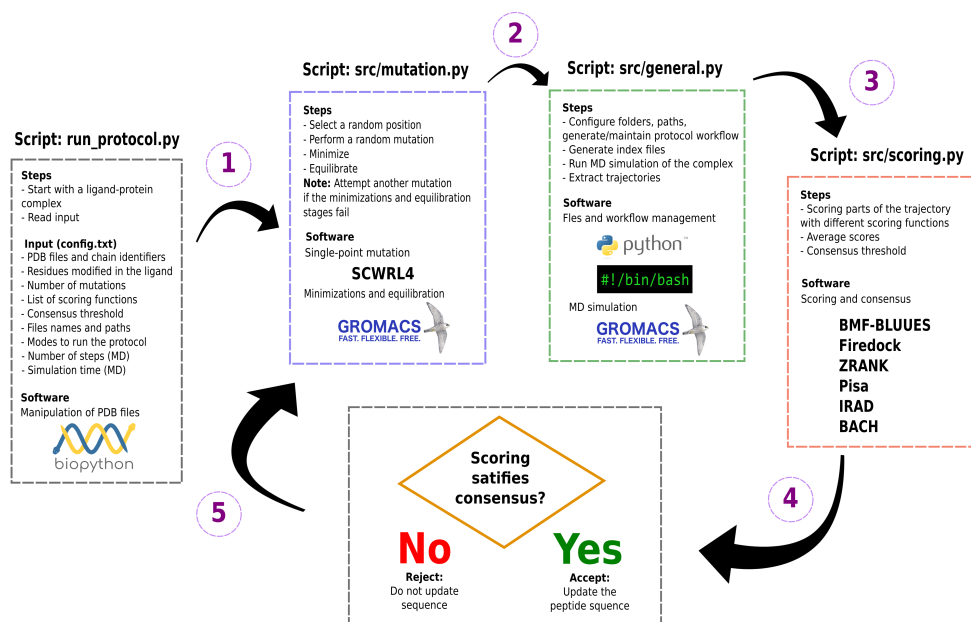 Script: run_protocol.py
Steps
- Start with a ligand-protein
complex
- Read input
Input (config.txt)
- PDB files and chain identifiers
- Residues modified in the ligand
- Number of mutations
- List of scoring functions
- Consensus threshold
- Files names and paths
- Modes to run the protocol
- Number of steps (MD)
- Simulation time (MD)
Software
Manipulation of PDB files
biopython
1
Script: src/mutation.py
Steps
- Select a random position
- Perform a random mutation
- Minimize
- Equilibrate
Note: Attempt another mutation
if the minimizations and equilibration
stages fail
Software
Single-point mutation
SCWRL4
Minimizations and equilibration
GROMACS
FAST. FLEXIBLE. FREE.
2
Script: src/general.py
Steps
- Configure folders, paths,
generate/maintain protocol workflow
- Generate index files
- Run MD simulation of the complex
- Extract trajectories
Software
Fles and workflow management
python™
#!/bin/bash
MD simulation
GROMACS
FAST. FLEXIBLE. FREE.
3
Script: src/scoring.py
Steps
- Scoring parts of the trajectory
with different scoring functions
- Average scores
- Consensus threshold
Software
Scoring and consensus
BMF-BLUUES
Firedock
ZRANK
Pisa
IRAD
BACH
4
Scoring
satifies
consensus?
No
Reject:
Do not update
sequence
Yes
Accept:
Update the
peptide squence
5